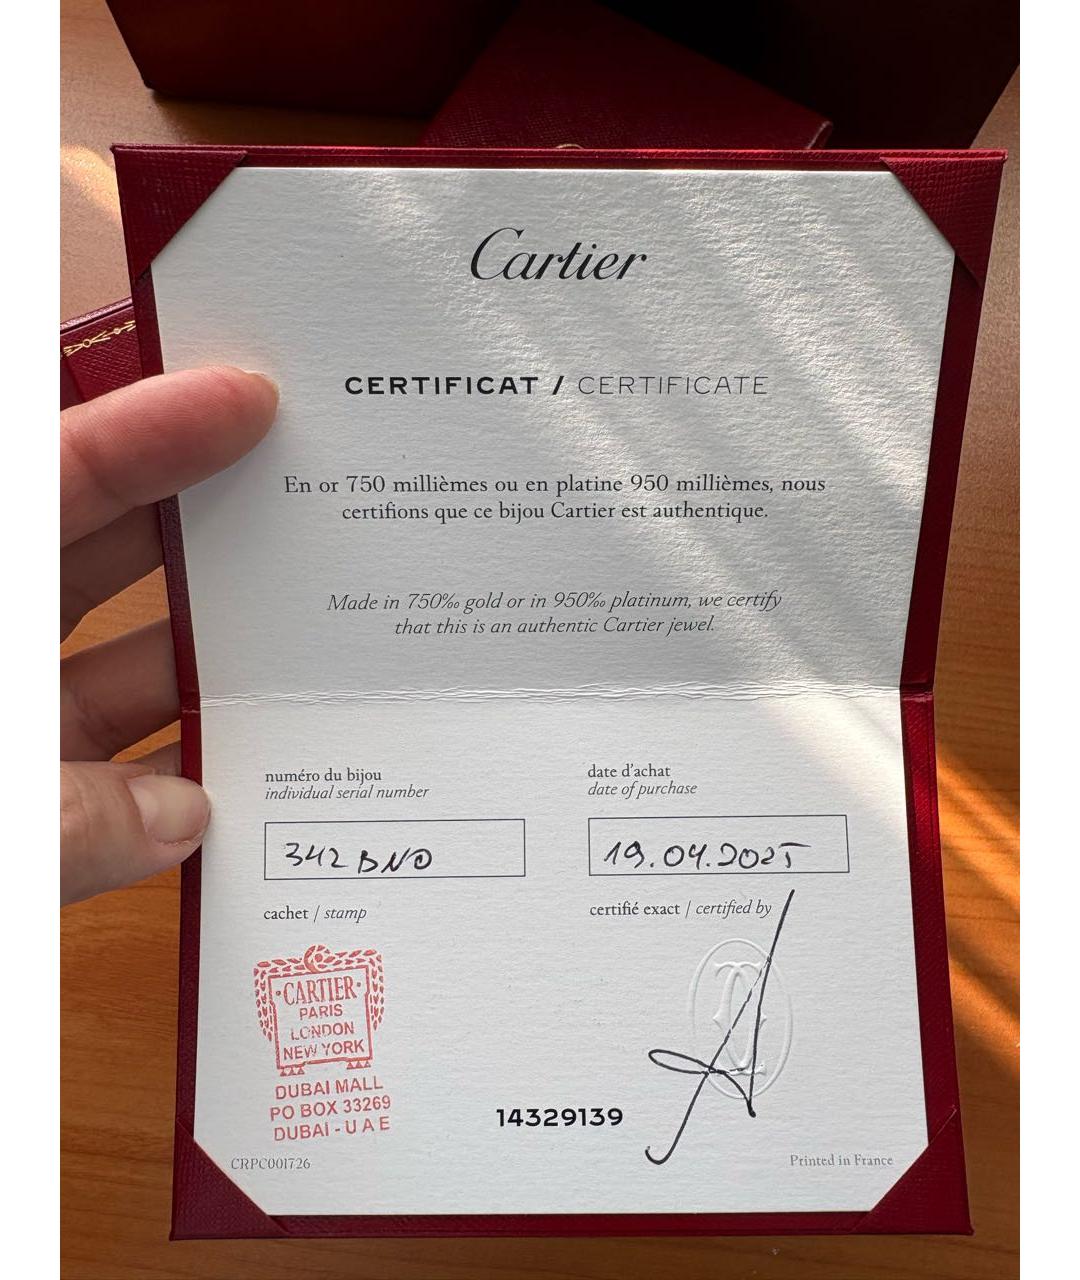 Cartier
CERTIFICAT / CERTIFICATE
En or 750 millièmes ou en platine 950 millièmes, nous
certifions que ce bijou Cartier est authentique.
Made in 750‰ gold or in 950‰ platinum, we certify
that this is an authentic Cartier jewel.
numéro du bijou
individual serial number
date d'achat
date of purchase
342BND
19.04.2025
cachet / stamp
certifié exact / certified by
CARTIER
PARIS
LONDON
NEW YORK
DUBAI MALL
PO BOX 33269
DUBAI - U A E
14329139
CRPC001726
Printed in France